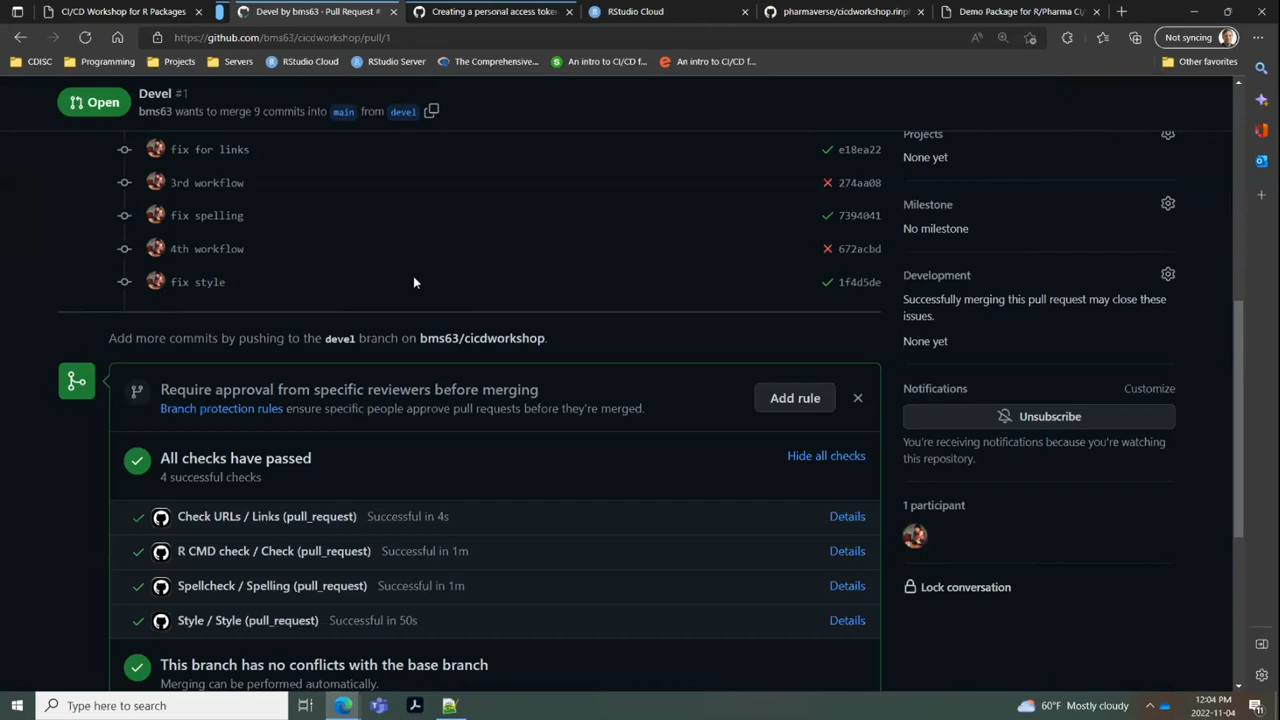 CI/CD Workshop for R Packages
Devel by bms63 · Pull Request #
Creating a personal access toke
RStudio Cloud
pharmaverse/cicdworkshop.rinp
Demo Package for R/Pharma CI/
https://github.com/bms63/cicdworkshop/pull/1
Not syncing
CDISC
Programming
Projects
Servers
RStudio Cloud
RStudio Server
The Comprehensive...
An intro to CI/CD f...
An intro to CI/CD f...
Other favorites
Open
Devel #1
bms63 wants to merge 9 commits into main from devel
fix for links
e18ea22
3rd workflow
274aa08
fix spelling
7394041
4th workflow
672acbd
fix style
1f4d5de
Add more commits by pushing to the devel branch on bms63/cicdworkshop.
Require approval from specific reviewers before merging
Branch protection rules ensure specific people approve pull requests before they're merged.
Add rule
All checks have passed
4 successful checks
Hide all checks
Check URLs / Links (pull_request) Successful in 4s
Details
R CMD check / Check (pull_request) Successful in 1m
Details
Spellcheck / Spelling (pull_request) Successful in 1m
Details
Style / Style (pull_request) Successful in 50s
Details
This branch has no conflicts with the base branch
Merging can be performed automatically.
Projects
None yet
Milestone
No milestone
Development
Successfully merging this pull request may close these
issues.
None yet
Notifications
Customize
Unsubscribe
You're receiving notifications because you're watching
this repository.
1 participant
Lock conversation
Type here to search
60°F Mostly cloudy
12:04 PM
2022-11-04